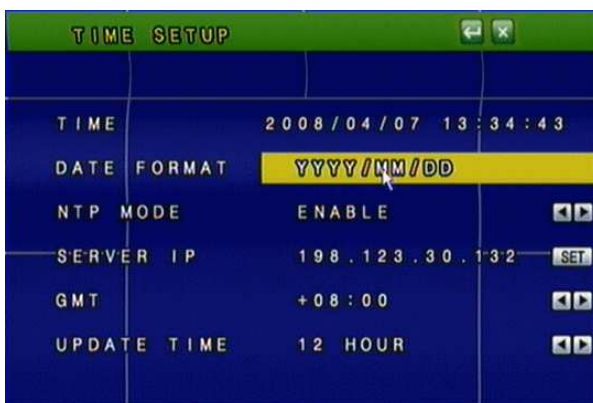 TIME SETUP
TIME 2008/04/07 13:34:43
DATE FORMAT YYYY/MM/DD
NTP MODE ENABLE
SERVER IP 198.123.30.132 SET
GMT +08:00
UPDATE TIME 12 HOUR